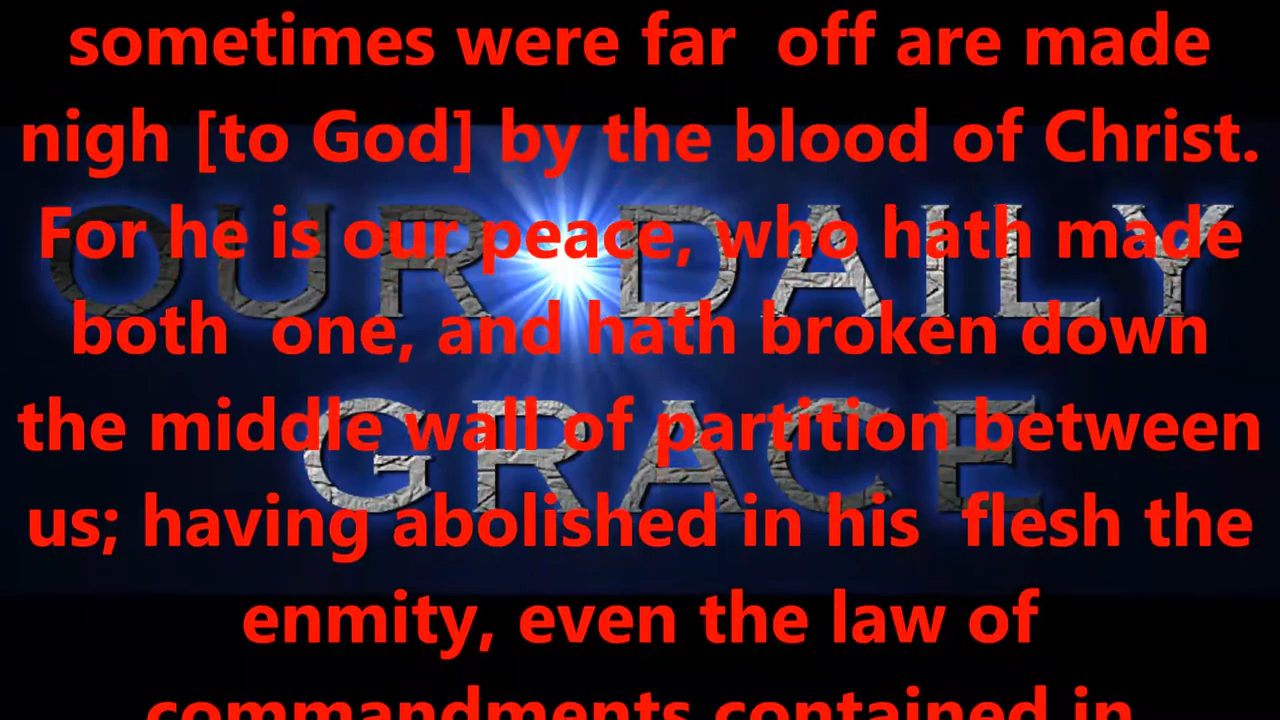 sometimes were far  off are made
nigh [to God] by the blood of Christ.
OUR DAILY
For he is our peace, who hath made
both  one, and hath broken down
GRACE
the middle wall of partition between
us; having abolished in his  flesh the
enmity, even the law of
commandments contained in